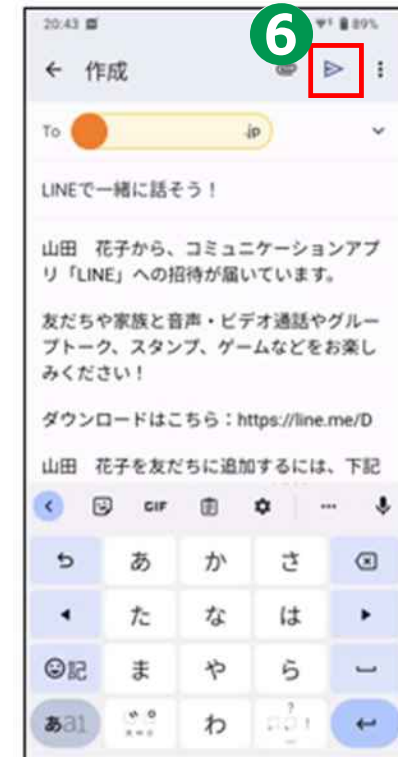 20:43 89%
6
作成
To .jp
LINEで一緒に話そう！
山田　花子から、コミュニケーションアプ
リ「LINE」への招待が届いています。
友だちや家族と音声・ビデオ通話やグルー
プトーク、スタンプ、ゲームなどをお楽し
みください！
ダウンロードはこちら：https://line.me/D
山田　花子を友だちに追加するには、下記
GIF
あ か さ
た な は
記 ま や ら
あa1 わ